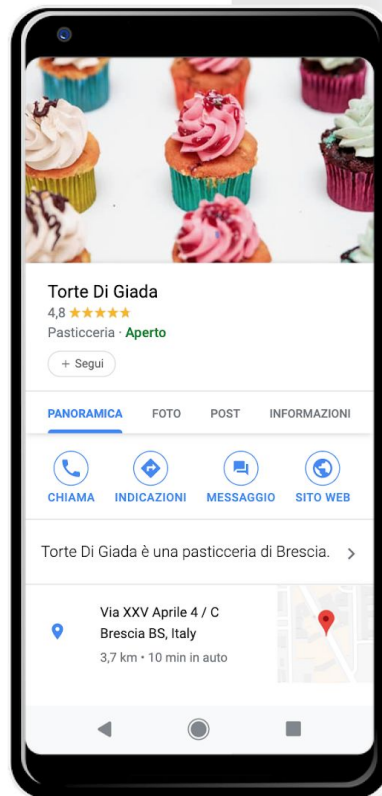 Torte Di Giada
4,8 ★★★★★
Pasticceria · Aperto
+ Segui
PANORAMICA FOTO POST INFORMAZIONI
CHIAMA INDICAZIONI MESSAGGIO SITO WEB
Torte Di Giada è una pasticceria di Brescia. >
Via XXV Aprile 4 / C
Brescia BS, Italy
3,7 km • 10 min in auto